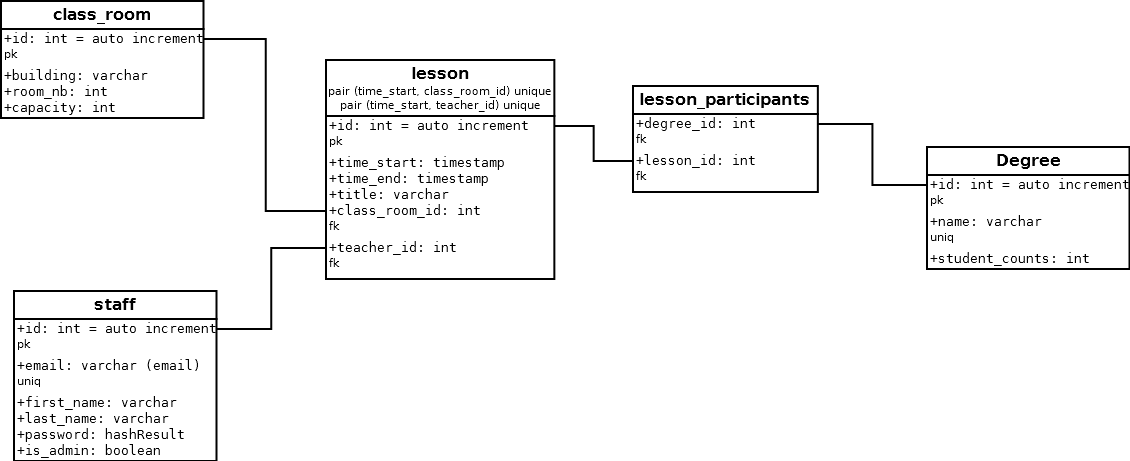 class_room
+id: int = auto increment
pk
+building: varchar
+room_nb: int
+capacity: int
lesson
pair (time_start, class_room_id) unique
pair (time_start, teacher_id) unique
+id: int = auto increment
pk
+time_start: timestamp
+time_end: timestamp
+title: varchar
+class_room_id: int
fk
+teacher_id: int
fk
lesson_participants
+degree_id: int
fk
+lesson_id: int
fk
Degree
+id: int = auto increment
pk
+name: varchar
uniq
+student_counts: int
staff
+id: int = auto increment
pk
+email: varchar (email)
uniq
+first_name: varchar
+last_name: varchar
+password: hashResult
+is_admin: boolean